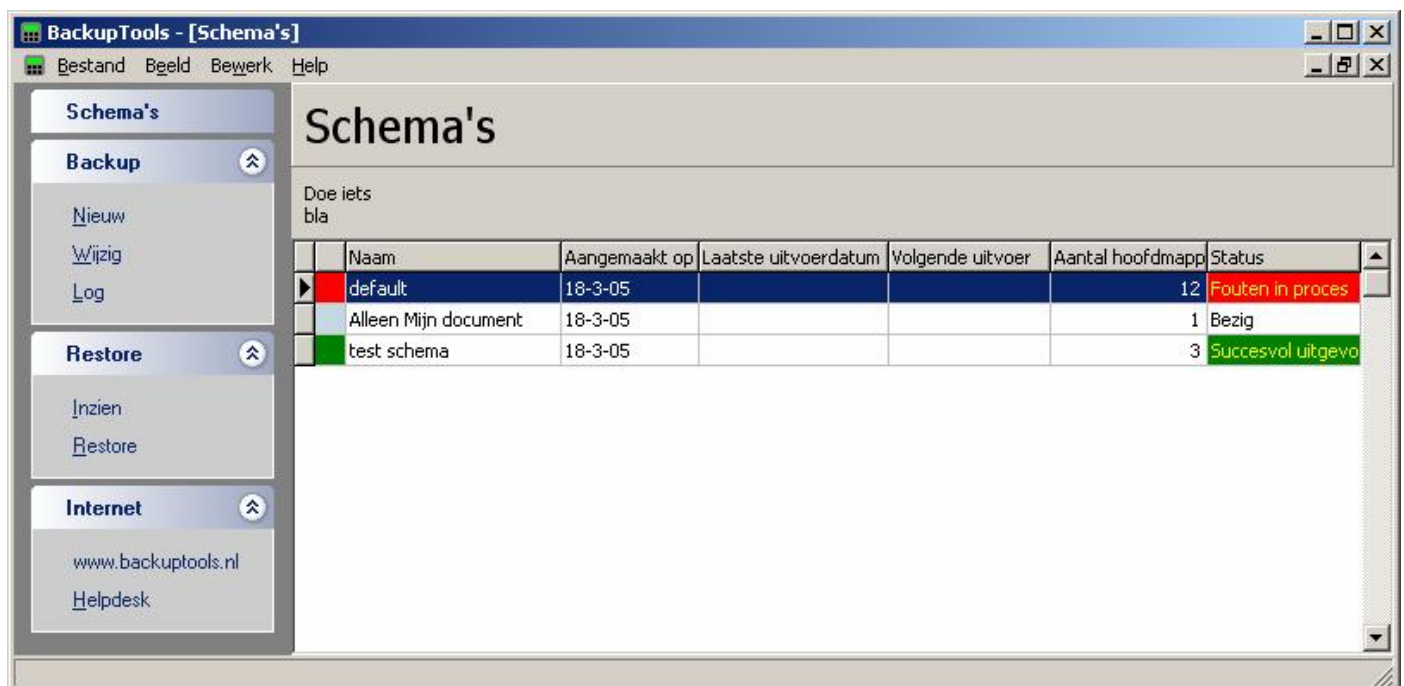 BackupTools - [Schema's]
Bestand Beeld Bewerk Help
Schema's
Backup
Nieuw
Wijzig
Log
Restore
Inzien
Restore
Internet
www.backuptools.nl
Helpdesk
Schema's
Doe iets
bla
Naam Aangemaakt op Laatste uitvoerdatum Volgende uitvoer Aantal hoofdmapp Status
default 18-3-05 12 Fouten in proces
Alleen Mijn document 18-3-05 1 Bezig
test schema 18-3-05 3 Succesvol uitgevo